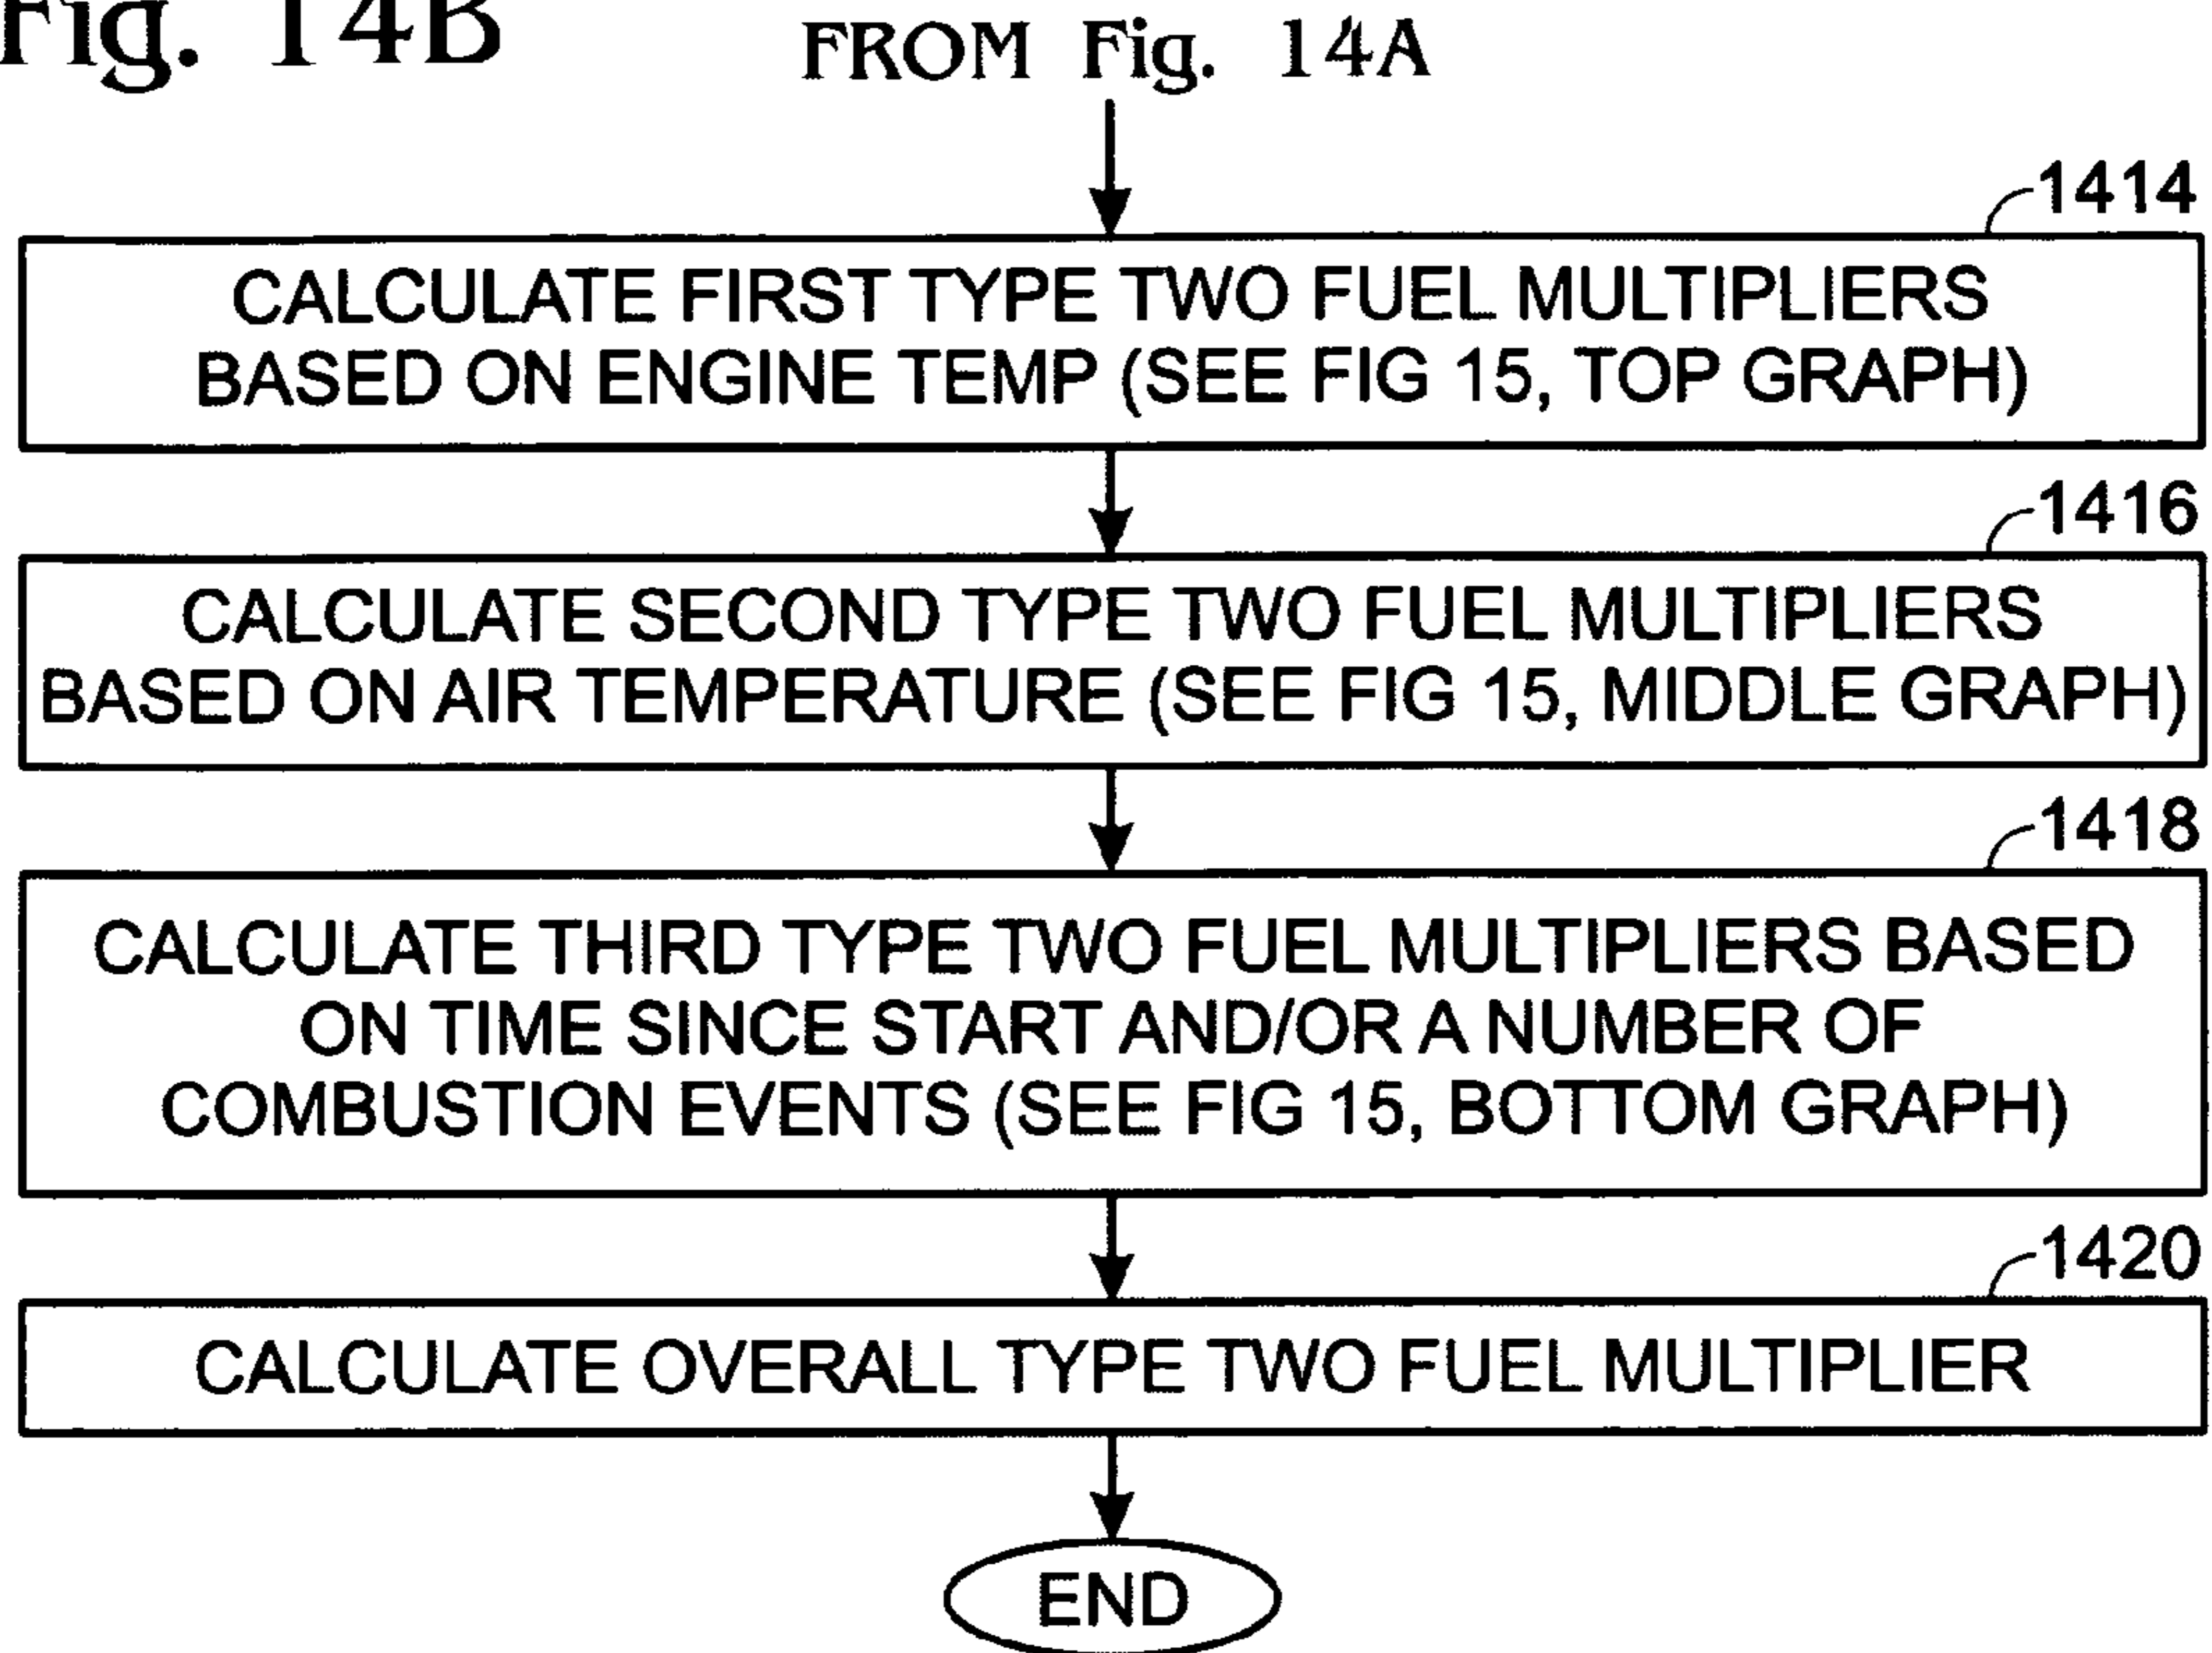 Fig. 14B
FROM Fig. 14A
1414
CALCULATE FIRST TYPE TWO FUEL MULTIPLIERS
BASED ON ENGINE TEMP (SEE FIG 15, TOP GRAPH)
1416
CALCULATE SECOND TYPE TWO FUEL MULTIPLIERS
BASED ON AIR TEMPERATURE (SEE FIG 15, MIDDLE GRAPH)
1418
CALCULATE THIRD TYPE TWO FUEL MULTIPLIERS BASED
ON TIME SINCE START AND/OR A NUMBER OF
COMBUSTION EVENTS (SEE FIG 15, BOTTOM GRAPH)
1420
CALCULATE OVERALL TYPE TWO FUEL MULTIPLIER
END